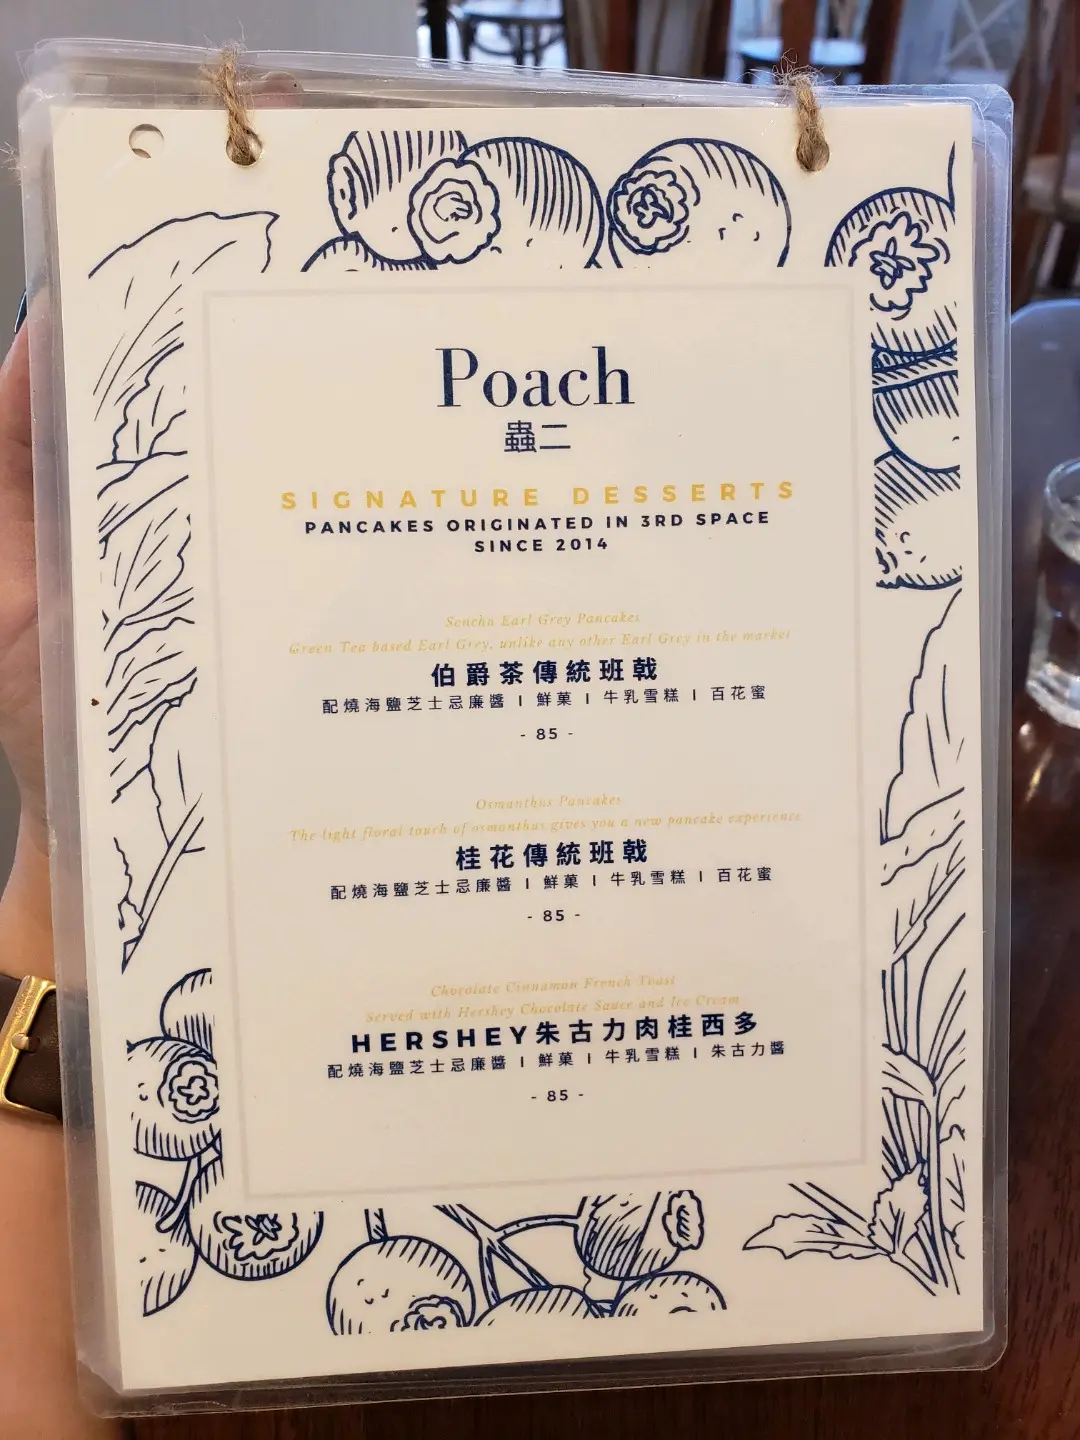 Poach
蟲二
SIGNATURE DESSERTS
PANCAKES ORIGINATED IN 3RD SPACE
SINCE 2014
Sencha Earl Grey Pancakes
Green Tea based Earl Grey, unlike any other Earl Grey in the market
伯爵茶傳統班戟
配燒海鹽芝士忌廉醬 I 鮮菓 I 牛乳雪糕 I 百花蜜
- 85 -
Osmanthus Pancakes
The light floral touch of osmanthus gives you a new pancake experience
桂花傳統班戟
配燒海鹽芝士忌廉醬 I 鮮菓 I 牛乳雪糕 I 百花蜜
- 85 -
Chocolate Cinnamon French Toast
Served with Hershey Chocolate Sauce and Ice Cream
HERSHEY朱古力肉桂西多
配燒海鹽芝士忌廉醬 I 鮮菓 I 牛乳雪糕 I 朱古力醬
- 85 -